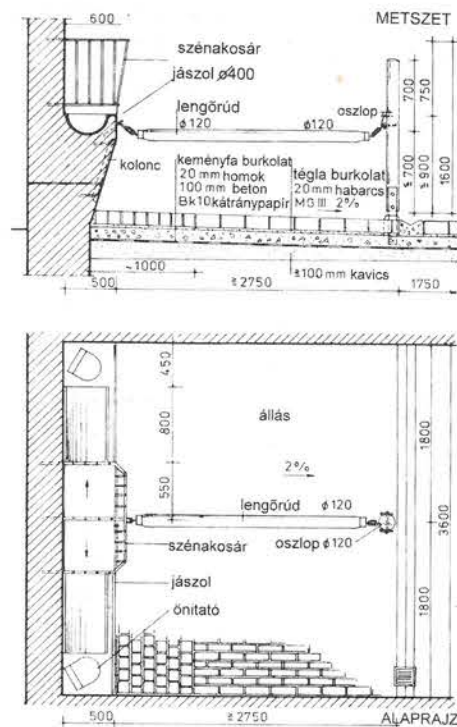 METSZET
600
szénakosár
jászol ø400
lengőrúd
ø120
ø120
oszlop
kolonc
keményfa burkolat
20 mm homok
100 mm beton
Bk10 kátránypapír
tégla burkolat
20mm habarcs
MG III 2%
700
750
700
900
1600
~1000
100 mm kavics
500
2750
1750
450
800
550
állás
2%
lengőrúd ø120
oszlop ø120
szénakosár
jászol
önitató
1800
3600
1800
500
2750
ALAPRAJZ